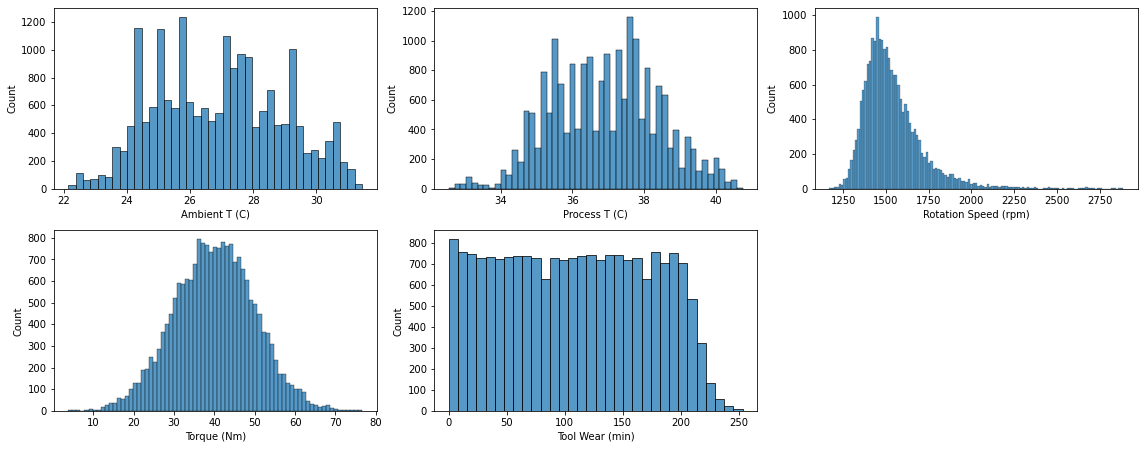 1200
1000
800
600
400
200
0
Count
22 24 26 28 30
Ambient T (C)
1200
1000
800
600
400
200
0
Count
34 36 38 40
Process T (C)
1000
800
600
400
200
0
Count
1250 1500 1750 2000 2250 2500 2750
Rotation Speed (rpm)
800
700
600
500
400
300
200
100
0
Count
10 20 30 40 50 60 70 80
Torque (Nm)
800
700
600
500
400
300
200
100
0
Count
0 50 100 150 200 250
Tool Wear (min)